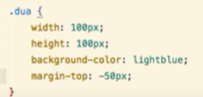 .dua {
width: 100px;
height: 100px;
background-color: lightblue;
margin-top: -50px;
}